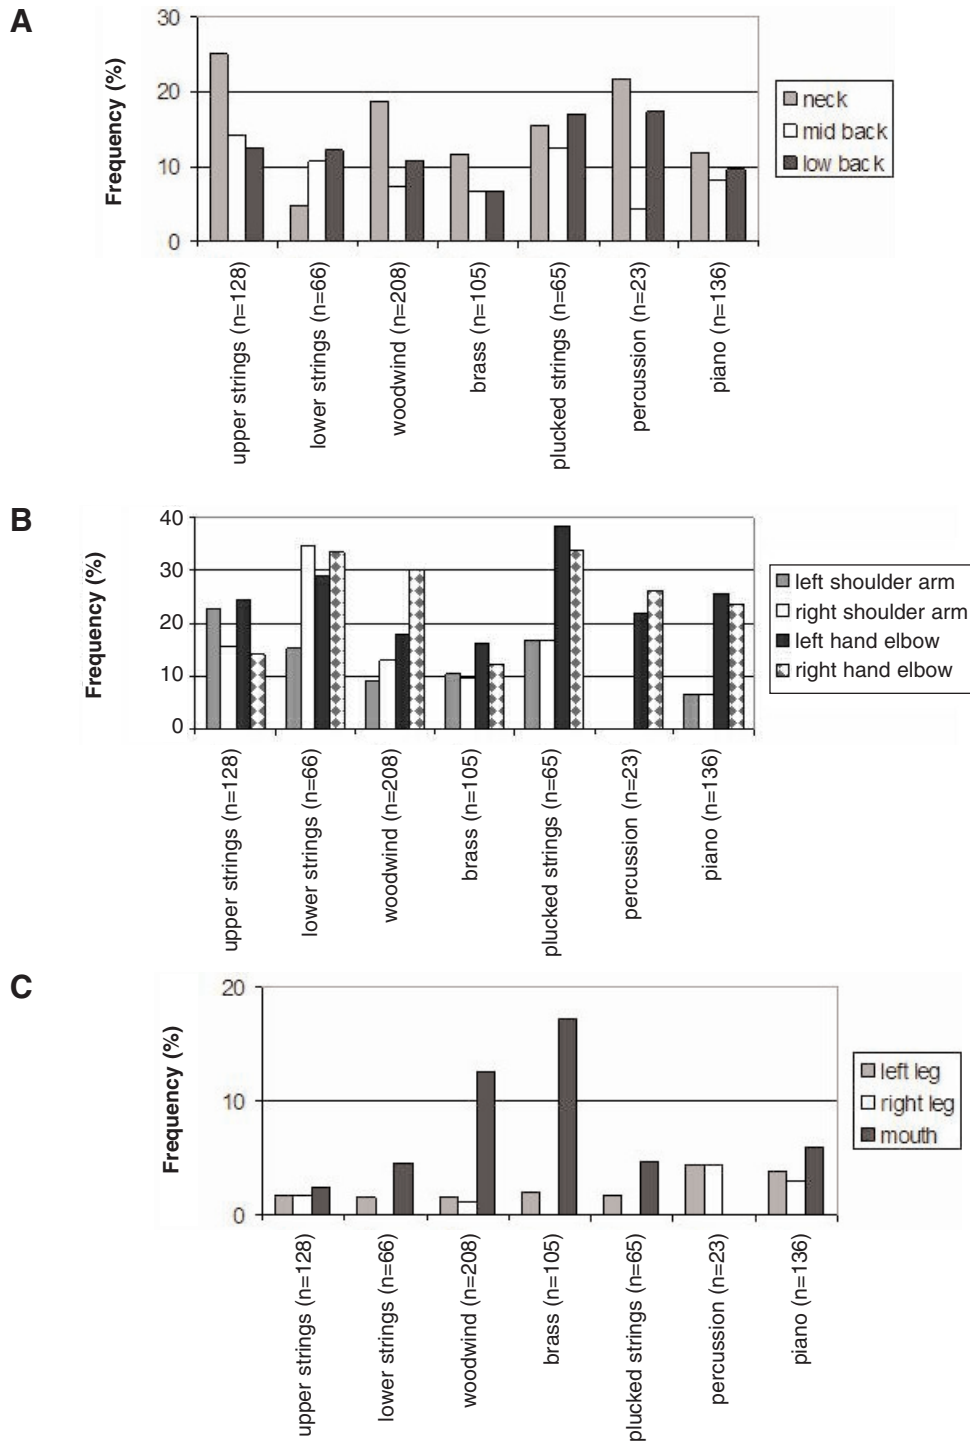 A
Frequency (%)
30
20
10
0
neck
mid back
low back
upper strings (n=128)
lower strings (n=66)
woodwind (n=208)
brass (n=105)
plucked strings (n=65)
percussion (n=23)
piano (n=136)
B
Frequency (%)
40
30
20
10
0
left shoulder arm
right shoulder arm
left hand elbow
right hand elbow
upper strings (n=128)
lower strings (n=66)
woodwind (n=208)
brass (n=105)
plucked strings (n=65)
percussion (n=23)
piano (n=136)
C
Frequency (%)
20
10
0
left leg
right leg
mouth
upper strings (n=128)
lower strings (n=66)
woodwind (n=208)
brass (n=105)
plucked strings (n=65)
percussion (n=23)
piano (n=136)